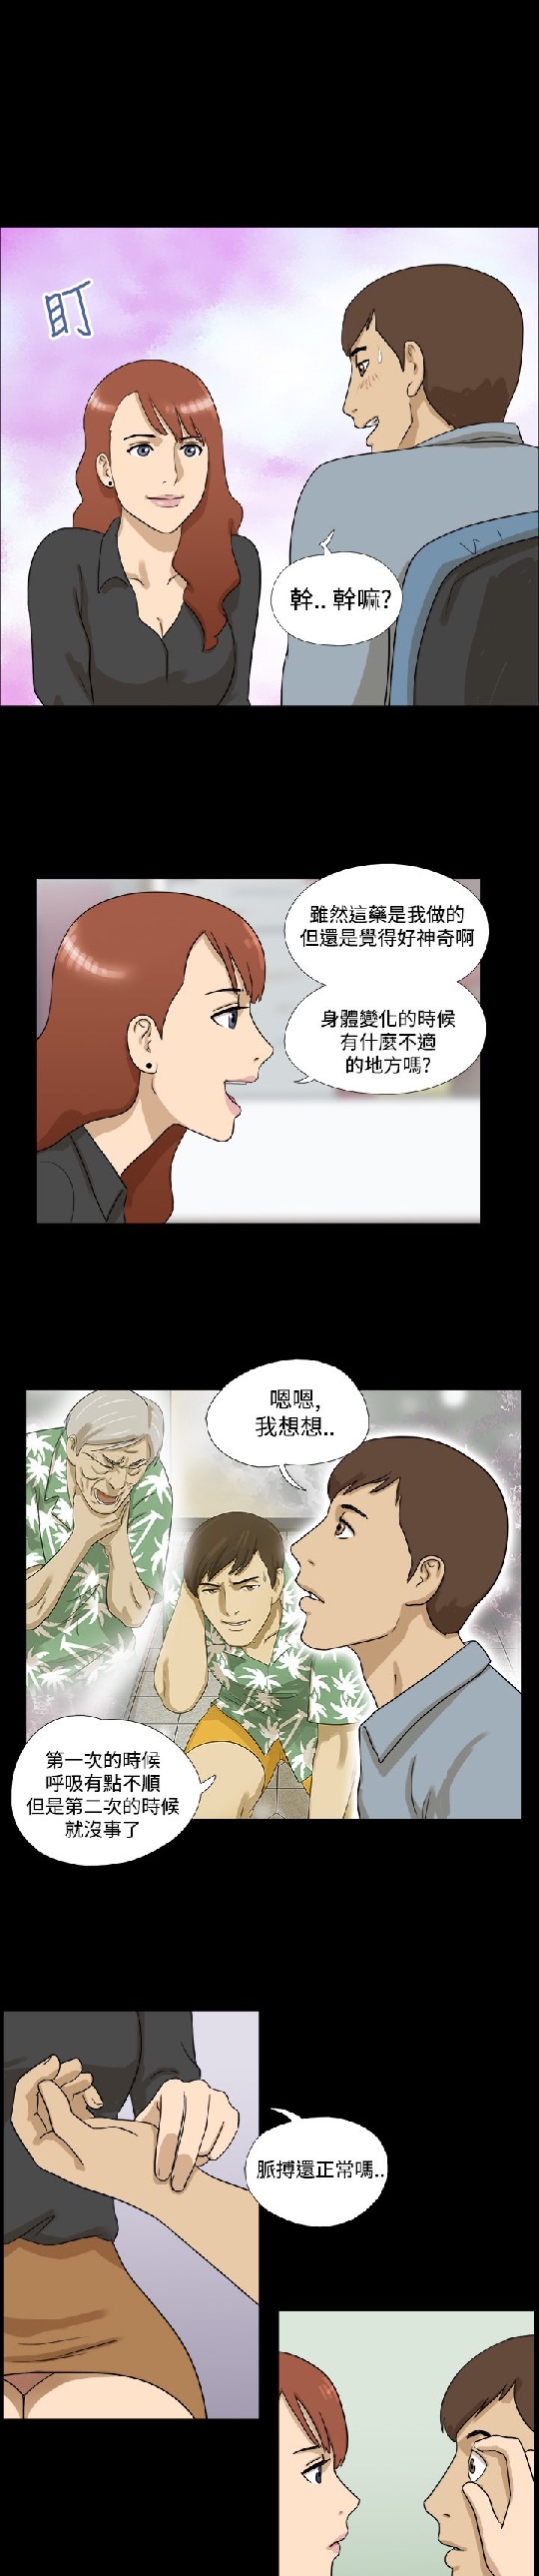 盯
幹.. 幹嘛?
雖然這藥是我做的
但還是覺得好神奇啊
身體變化的時候
有什麼不適
的地方嗎?
嗯嗯,
我想想..
第一次的時候
呼吸有點不順
但是第二次的時候
就沒事了
脈搏還正常嗎..